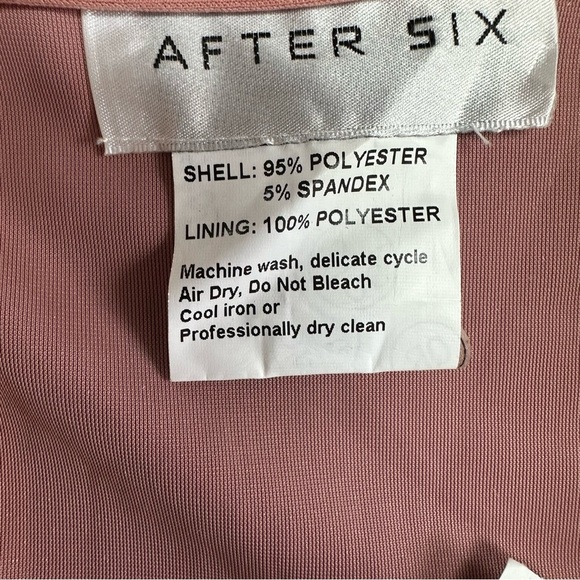 AFTER SIX
SHELL: 95% POLYESTER
5% SPANDEX
LINING: 100% POLYESTER
Machine wash, delicate cycle
Air Dry, Do Not Bleach
Cool iron or
Professionally dry clean